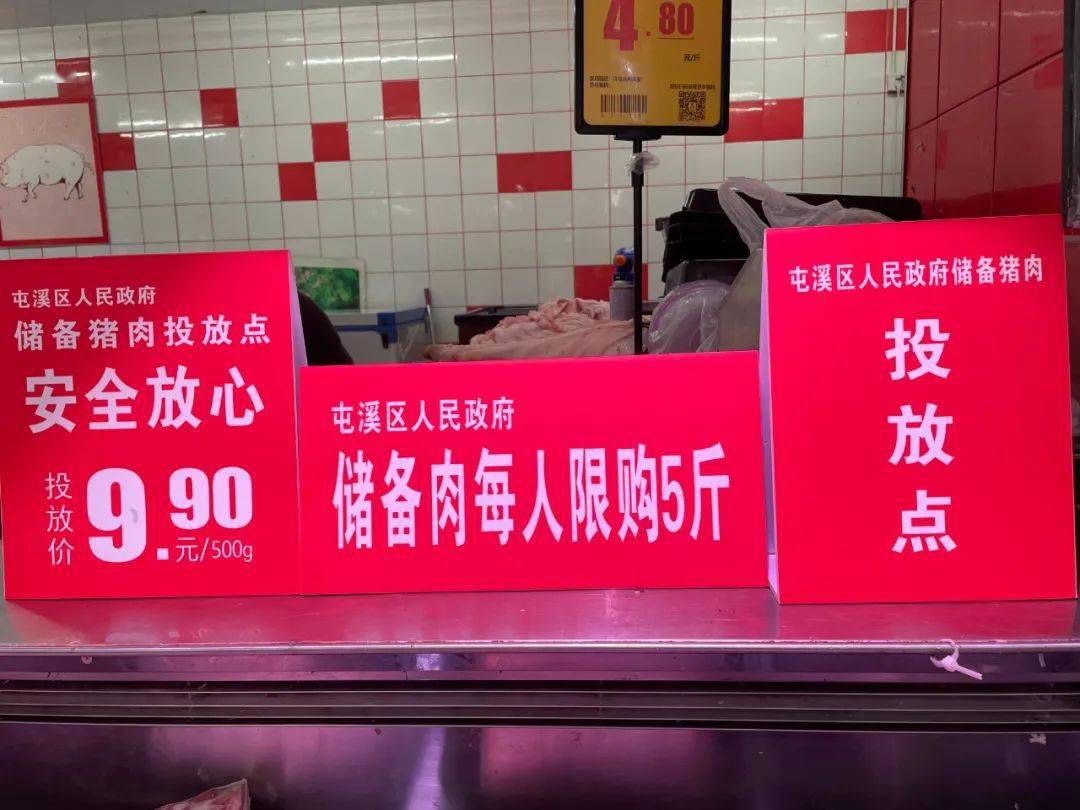 4.80
元/斤
屯溪区人民政府
储备猪肉投放点
安全放心
投放价
9.90
元/500g
屯溪区人民政府
储备肉每人限购5斤
屯溪区人民政府储备猪肉
投放点